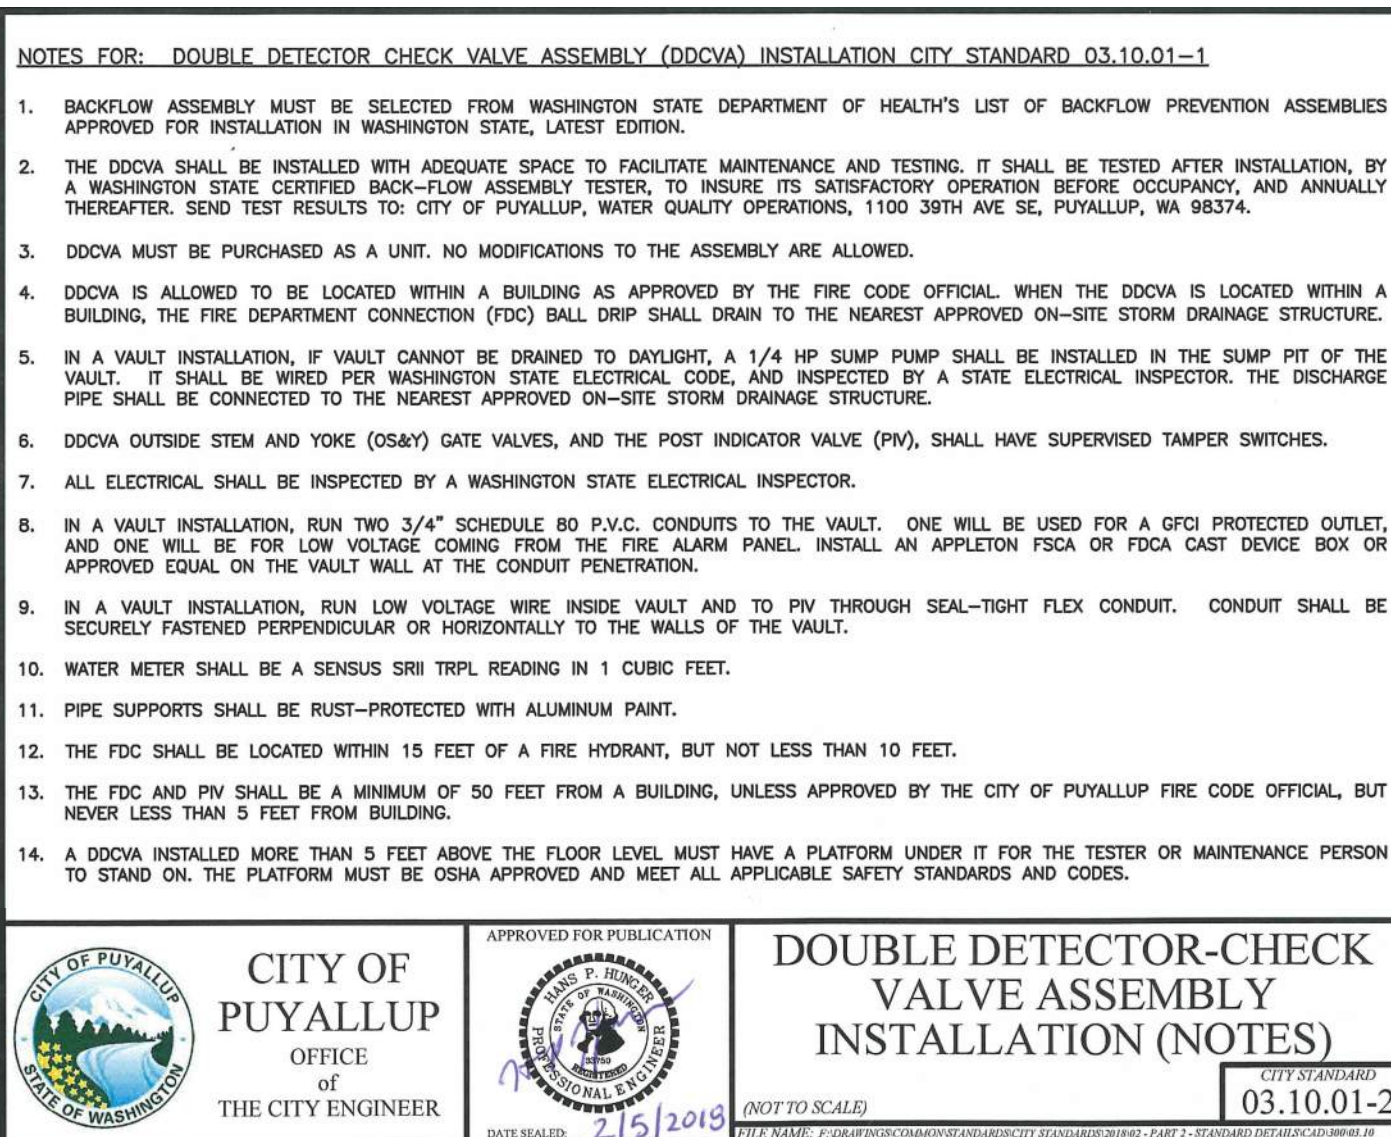 NOTES FOR: DOUBLE DETECTOR CHECK VALVE ASSEMBLY (DDCVA) INSTALLATION CITY STANDARD 03.10.01-1
1. BACKFLOW ASSEMBLY MUST BE SELECTED FROM WASHINGTON STATE DEPARTMENT OF HEALTH'S LIST OF BACKFLOW PREVENTION ASSEMBLIES
APPROVED FOR INSTALLATION IN WASHINGTON STATE, LATEST EDITION.
2. THE DDCVA SHALL BE INSTALLED WITH ADEQUATE SPACE TO FACILITATE MAINTENANCE AND TESTING. IT SHALL BE TESTED AFTER INSTALLATION, BY
A WASHINGTON STATE CERTIFIED BACK-FLOW ASSEMBLY TESTER, TO INSURE ITS SATISFACTORY OPERATION BEFORE OCCUPANCY, AND ANNUALLY
THEREAFTER. SEND TEST RESULTS TO: CITY OF PUYALLUP, WATER QUALITY OPERATIONS, 1100 39TH AVE SE, PUYALLUP, WA 98374.
3. DDCVA MUST BE PURCHASED AS A UNIT. NO MODIFICATIONS TO THE ASSEMBLY ARE ALLOWED.
4. DDCVA IS ALLOWED TO BE LOCATED WITHIN A BUILDING AS APPROVED BY THE FIRE CODE OFFICIAL. WHEN THE DDCVA IS LOCATED WITHIN A
BUILDING, THE FIRE DEPARTMENT CONNECTION (FDC) BALL DRIP SHALL DRAIN TO THE NEAREST APPROVED ON-SITE STORM DRAINAGE STRUCTURE.
5. IN A VAULT INSTALLATION, IF VAULT CANNOT BE DRAINED TO DAYLIGHT, A 1/4 HP SUMP PUMP SHALL BE INSTALLED IN THE SUMP PIT OF THE
VAULT. IT SHALL BE WIRED PER WASHINGTON STATE ELECTRICAL CODE, AND INSPECTED BY A STATE ELECTRICAL INSPECTOR. THE DISCHARGE
PIPE SHALL BE CONNECTED TO THE NEAREST APPROVED ON-SITE STORM DRAINAGE STRUCTURE.
6. DDCVA OUTSIDE STEM AND YOKE (OS&Y) GATE VALVES, AND THE POST INDICATOR VALVE (PIV), SHALL HAVE SUPERVISED TAMPER SWITCHES.
7. ALL ELECTRICAL SHALL BE INSPECTED BY A WASHINGTON STATE ELECTRICAL INSPECTOR.
8. IN A VAULT INSTALLATION, RUN TWO 3/4" SCHEDULE 80 P.V.C. CONDUITS TO THE VAULT. ONE WILL BE USED FOR A GFCI PROTECTED OUTLET,
AND ONE WILL BE FOR LOW VOLTAGE COMING FROM THE FIRE ALARM PANEL. INSTALL AN APPLETON FSCA OR FDCA CAST DEVICE BOX OR
APPROVED EQUAL ON THE VAULT WALL AT THE CONDUIT PENETRATION.
9. IN A VAULT INSTALLATION, RUN LOW VOLTAGE WIRE INSIDE VAULT AND TO PIV THROUGH SEAL-TIGHT FLEX CONDUIT. CONDUIT SHALL BE
SECURELY FASTENED PERPENDICULAR OR HORIZONTALLY TO THE WALLS OF THE VAULT.
10. WATER METER SHALL BE A SENSUS SRII TRPL READING IN 1 CUBIC FEET.
11. PIPE SUPPORTS SHALL BE RUST-PROTECTED WITH ALUMINUM PAINT.
12. THE FDC SHALL BE LOCATED WITHIN 15 FEET OF A FIRE HYDRANT, BUT NOT LESS THAN 10 FEET.
13. THE FDC AND PIV SHALL BE A MINIMUM OF 50 FEET FROM A BUILDING, UNLESS APPROVED BY THE CITY OF PUYALLUP FIRE CODE OFFICIAL, BUT
NEVER LESS THAN 5 FEET FROM BUILDING.
14. A DDCVA INSTALLED MORE THAN 5 FEET ABOVE THE FLOOR LEVEL MUST HAVE A PLATFORM UNDER IT FOR THE TESTER OR MAINTENANCE PERSON
TO STAND ON. THE PLATFORM MUST BE OSHA APPROVED AND MEET ALL APPLICABLE SAFETY STANDARDS AND CODES.
CITY OF PUYALLUP
STATE OF WASHINGTON
CITY OF
PUYALLUP
OFFICE
of
THE CITY ENGINEER
APPROVED FOR PUBLICATION
HANS P. HUNGER
STATE OF WASHINGTON
33750
REGISTERED
PROFESSIONAL ENGINEER
DATE SEALED: 2/5/2019
DOUBLE DETECTOR-CHECK
VALVE ASSEMBLY
INSTALLATION (NOTES)
(NOT TO SCALE)
CITY STANDARD
03.10.01-2
FILE NAME: F:\DRAWINGS\COMMON\STANDARDS\CITY STANDARDS\2018\02 - PART 2 - STANDARD DETAILS\CAD\300\03.10